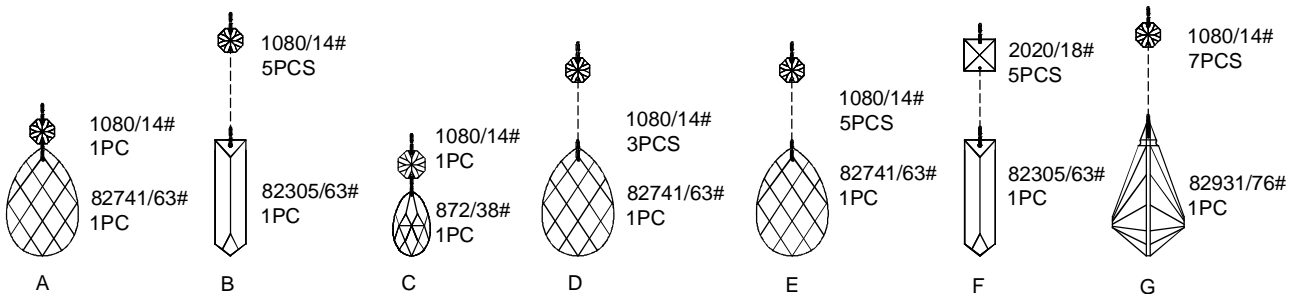 1080/14#
1PC
82741/63#
1PC
A
1080/14#
5PCS
82305/63#
1PC
B
1080/14#
1PC
872/38#
1PC
C
1080/14#
3PCS
82741/63#
1PC
D
1080/14#
5PCS
82741/63#
1PC
E
2020/18#
5PCS
82305/63#
1PC
F
1080/14#
7PCS
82931/76#
1PC
G